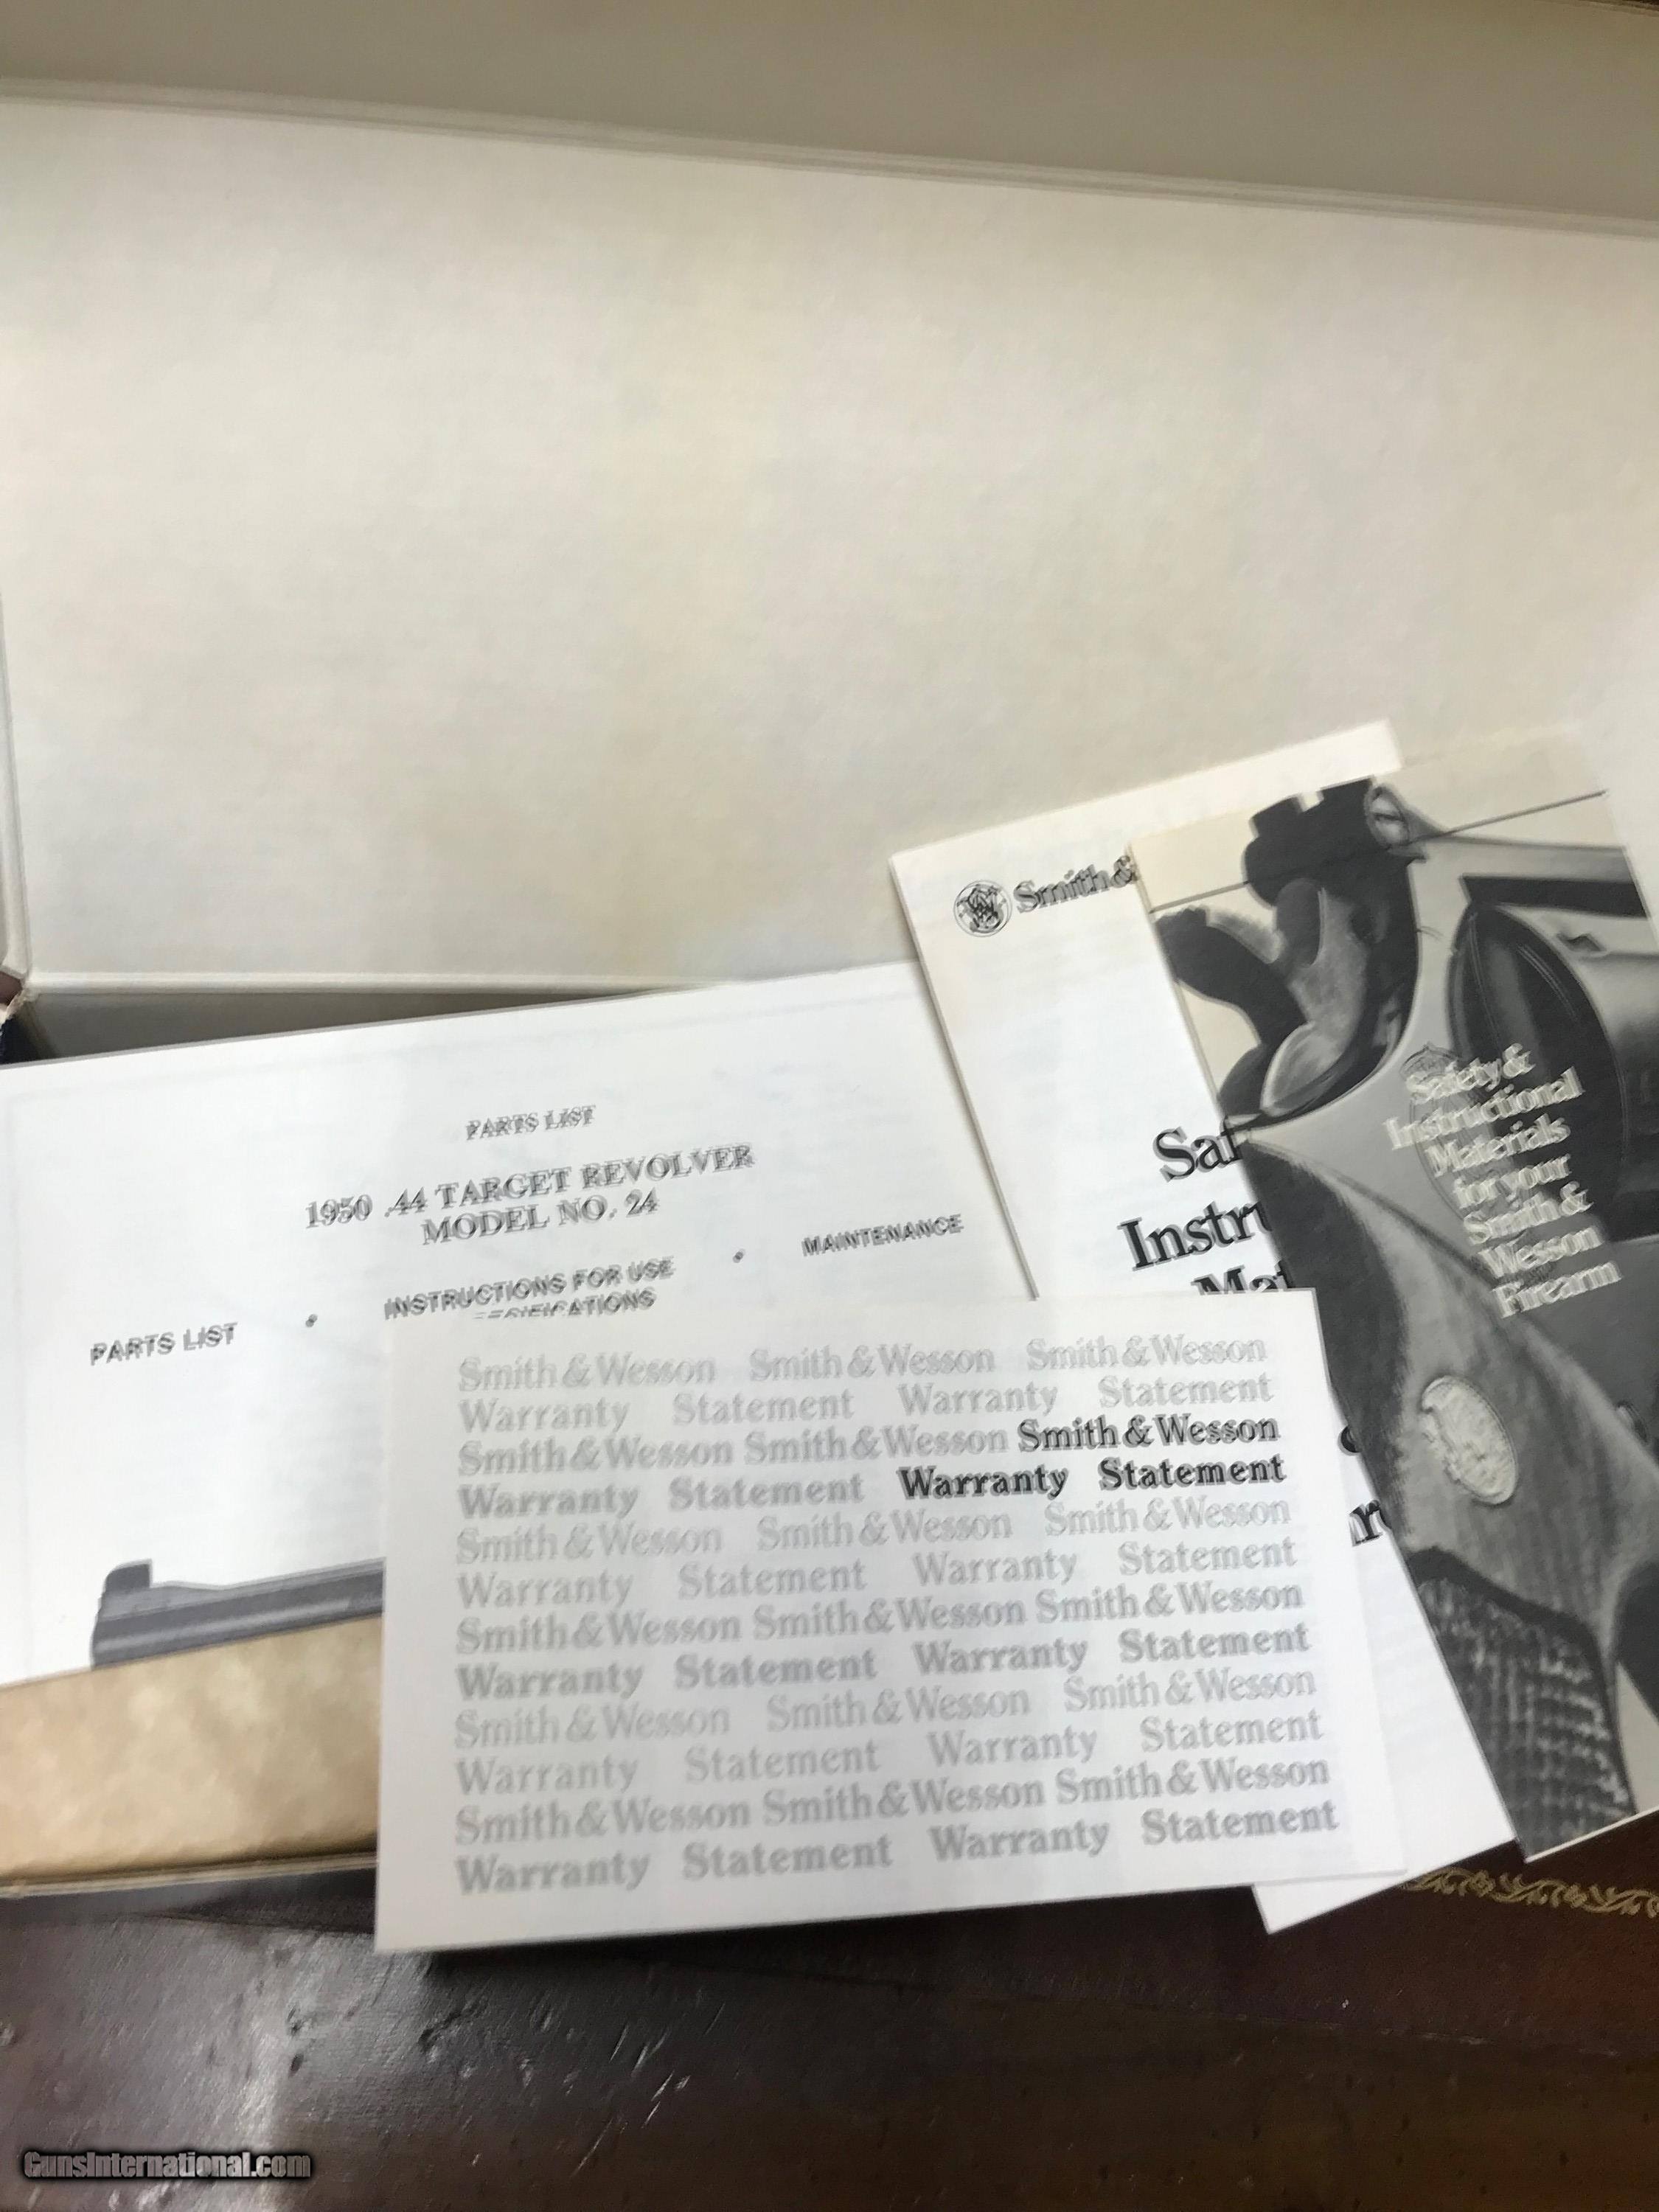 PARTS LIST
1950 .44 TARGET REVOLVER
MODEL NO. 24
PARTS LIST • INSTRUCTIONS FOR USE • MAINTENANCE
Smith &
Saf
Instru
Mat
Safety &
Instructional
Materials
for your
Smith &
Wesson
Firearm
Smith & Wesson Smith & Wesson Smith & Wesson
Warranty Statement Warranty Statement
Smith & Wesson Smith & Wesson Smith & Wesson
Warranty Statement Warranty Statement
Smith & Wesson Smith & Wesson Smith & Wesson
Warranty Statement Warranty Statement
Smith & Wesson Smith & Wesson Smith & Wesson
Warranty Statement Warranty Statement
Smith & Wesson Smith & Wesson Smith & Wesson
Warranty Statement Warranty Statement
Smith & Wesson Smith & Wesson Smith & Wesson
Warranty Statement Warranty Statement
GunsInternational.com